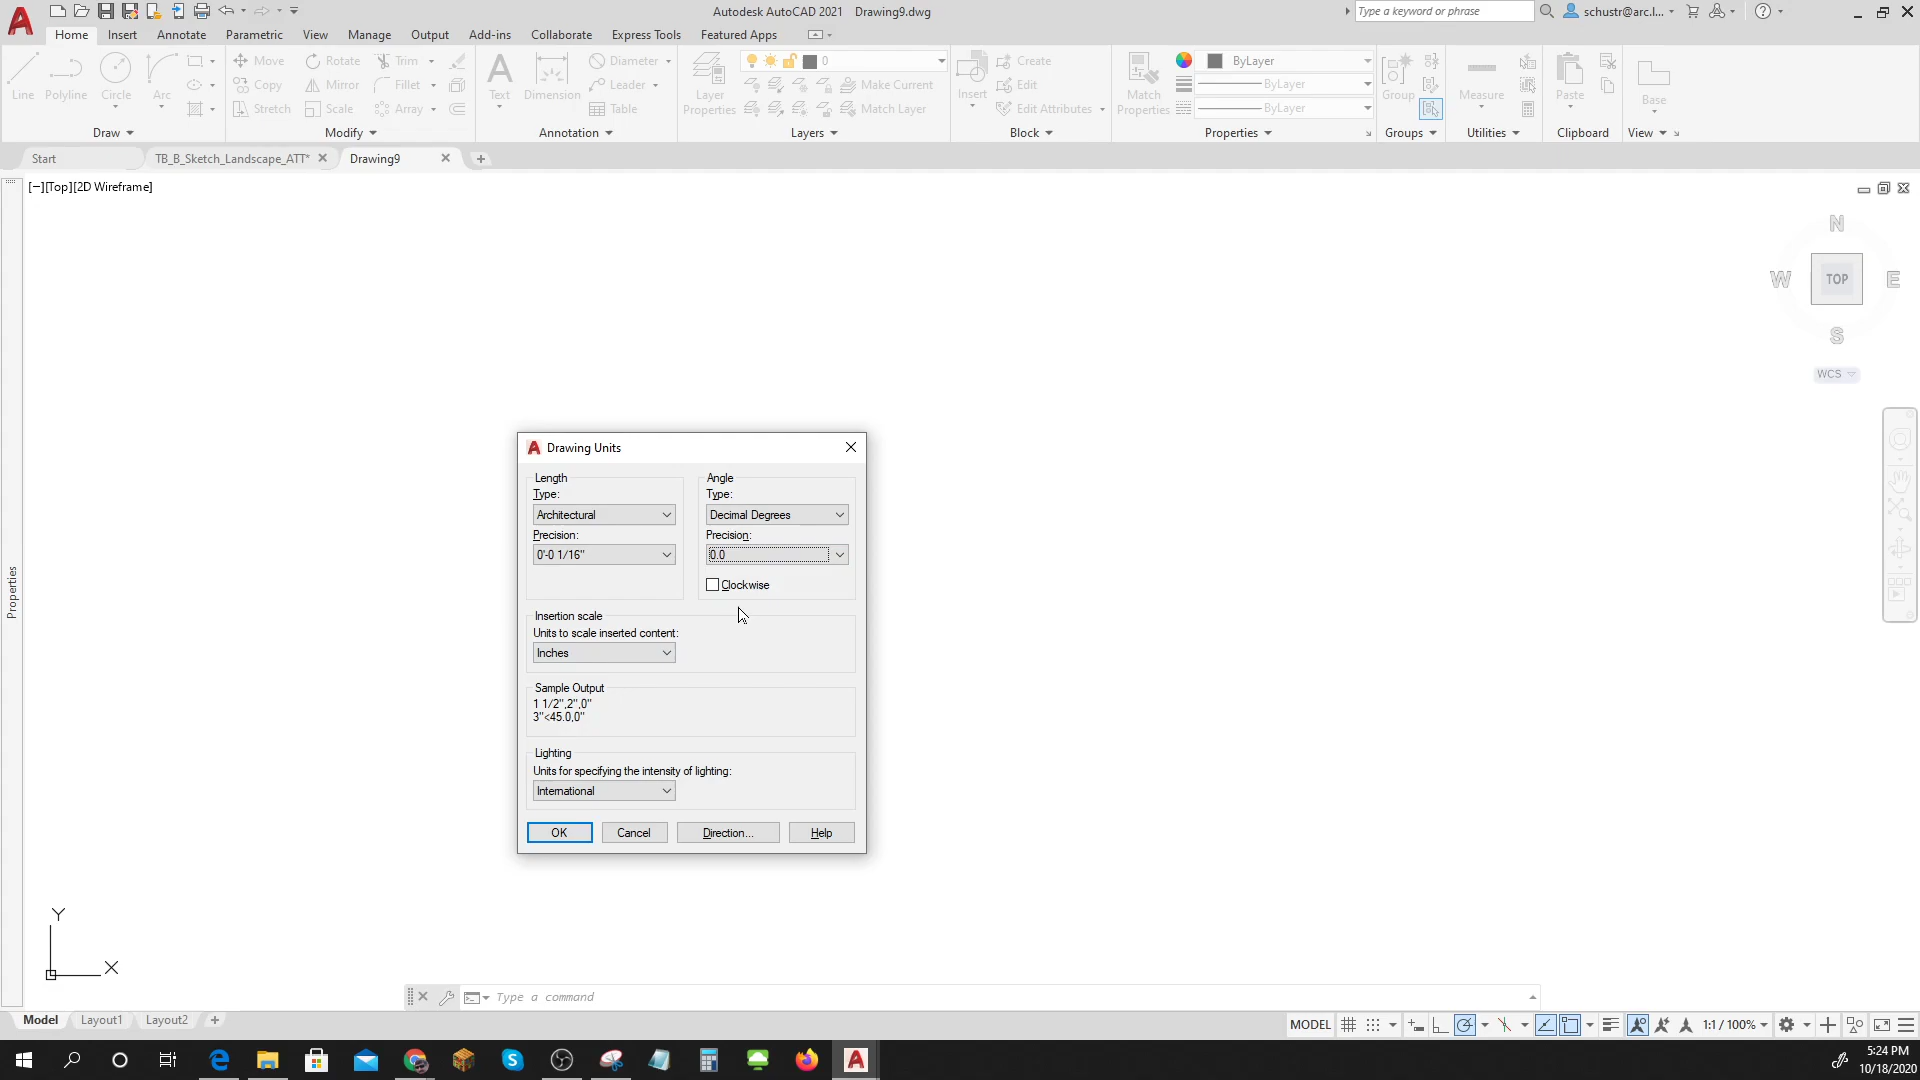 Autodesk AutoCAD 2021 Drawing9.dwg
Type a keyword or phrase
schustr@arc.l...
Home Insert Annotate Parametric View Manage Output Add-ins Collaborate Express Tools Featured Apps
Line Polyline Circle Arc
Move Rotate Trim
Copy Mirror Fillet
Stretch Scale Array
Text Dimension
Diameter
Leader
Table
Layer
Properties
0
Make Current
Match Layer
Insert
Create
Edit
Edit Attributes
Match
Properties
ByLayer
ByLayer
ByLayer
Group
Measure
Paste
Base
Draw Modify Annotation Layers Block Properties Groups Utilities Clipboard View
Start TB_B_Sketch_Landscape_ATT* Drawing9
[−][Top][2D Wireframe]
N
W TOP E
S
WCS
Properties
Drawing Units
Length
Type:
Architectural
Precision:
0'-0 1/16"
Angle
Type:
Decimal Degrees
Precision:
0.0
Clockwise
Insertion scale
Units to scale inserted content:
Inches
Sample Output
1 1/2",2",0"
3"<45.0,0"
Lighting
Units for specifying the intensity of lighting:
International
OK Cancel Direction... Help
Y
X
Type a command
Model Layout1 Layout2
MODEL 1:1 / 100%
5:24 PM
10/18/2020